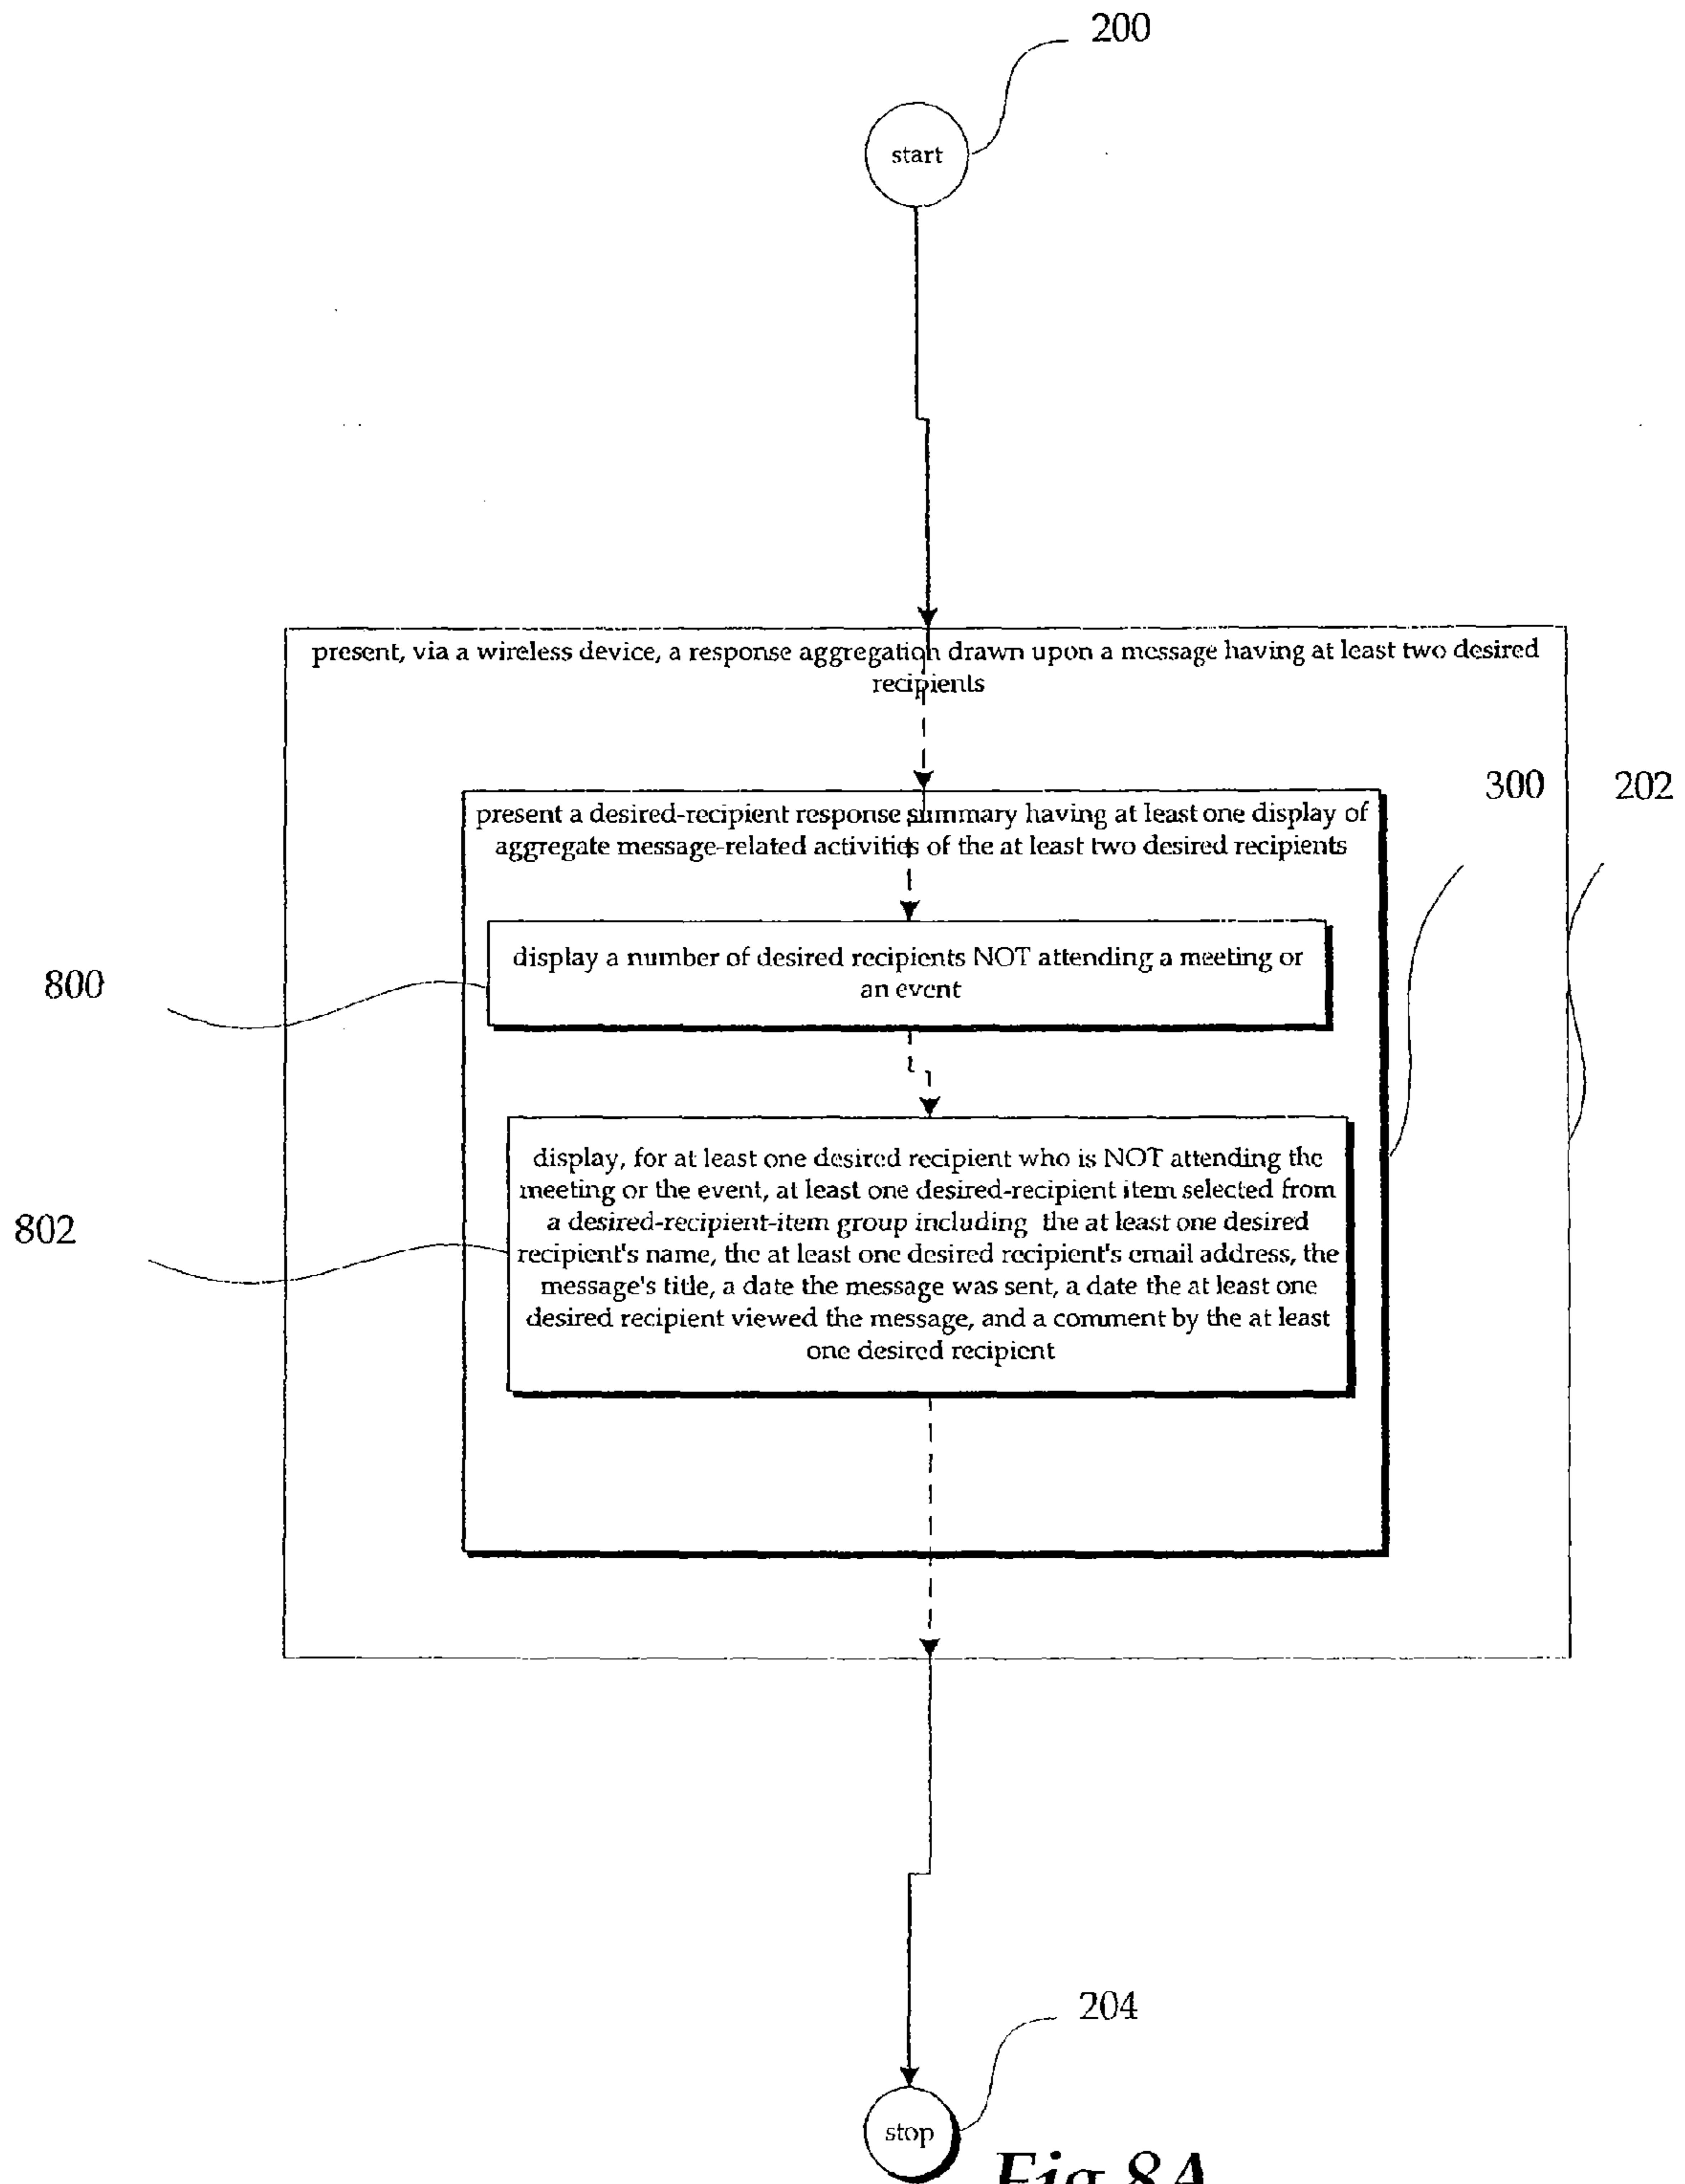 200
start
present, via a wireless device, a response aggregation drawn upon a message having at least two desired
recipients
300
202
present a desired-recipient response summary having at least one display of
aggregate message-related activities of the at least two desired recipients
display a number of desired recipients NOT attending a meeting or
an event
800
display, for at least one desired recipient who is NOT attending the
meeting or the event, at least one desired-recipient item selected from
a desired-recipient-item group including the at least one desired
recipient's name, the at least one desired recipient's email address, the
message's title, a date the message was sent, a date the at least one
desired recipient viewed the message, and a comment by the at least
one desired recipient
802
204
stop
Fig 8A